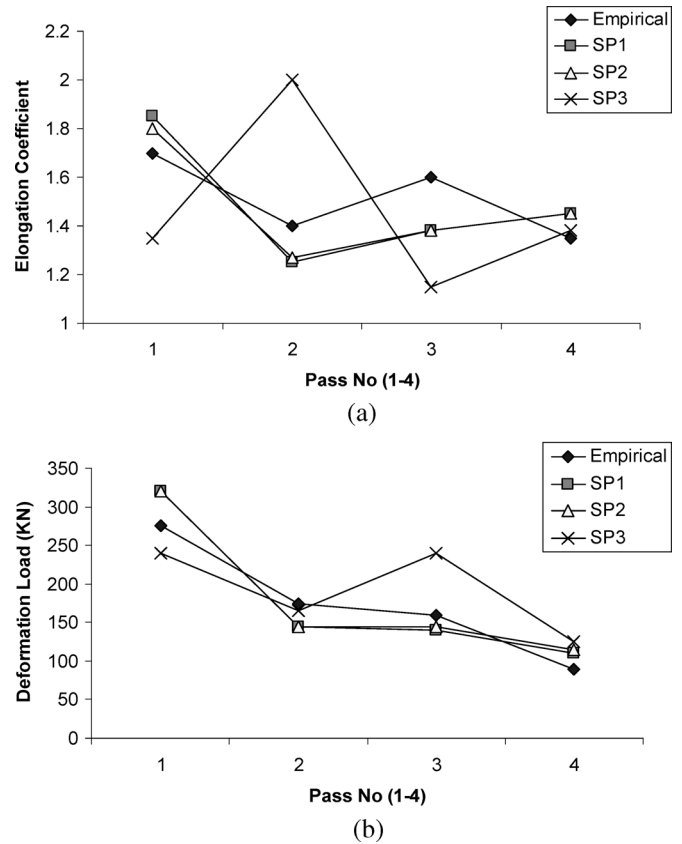 Empirical
SP1
SP2
SP3
Elongation Coefficient
2.2
2
1.8
1.6
1.4
1.2
1
1 2 3 4
Pass No (1-4)
(a)
Empirical
SP1
SP2
SP3
Deformation Load (KN)
350
300
250
200
150
100
50
0
1 2 3 4
Pass No (1-4)
(b)